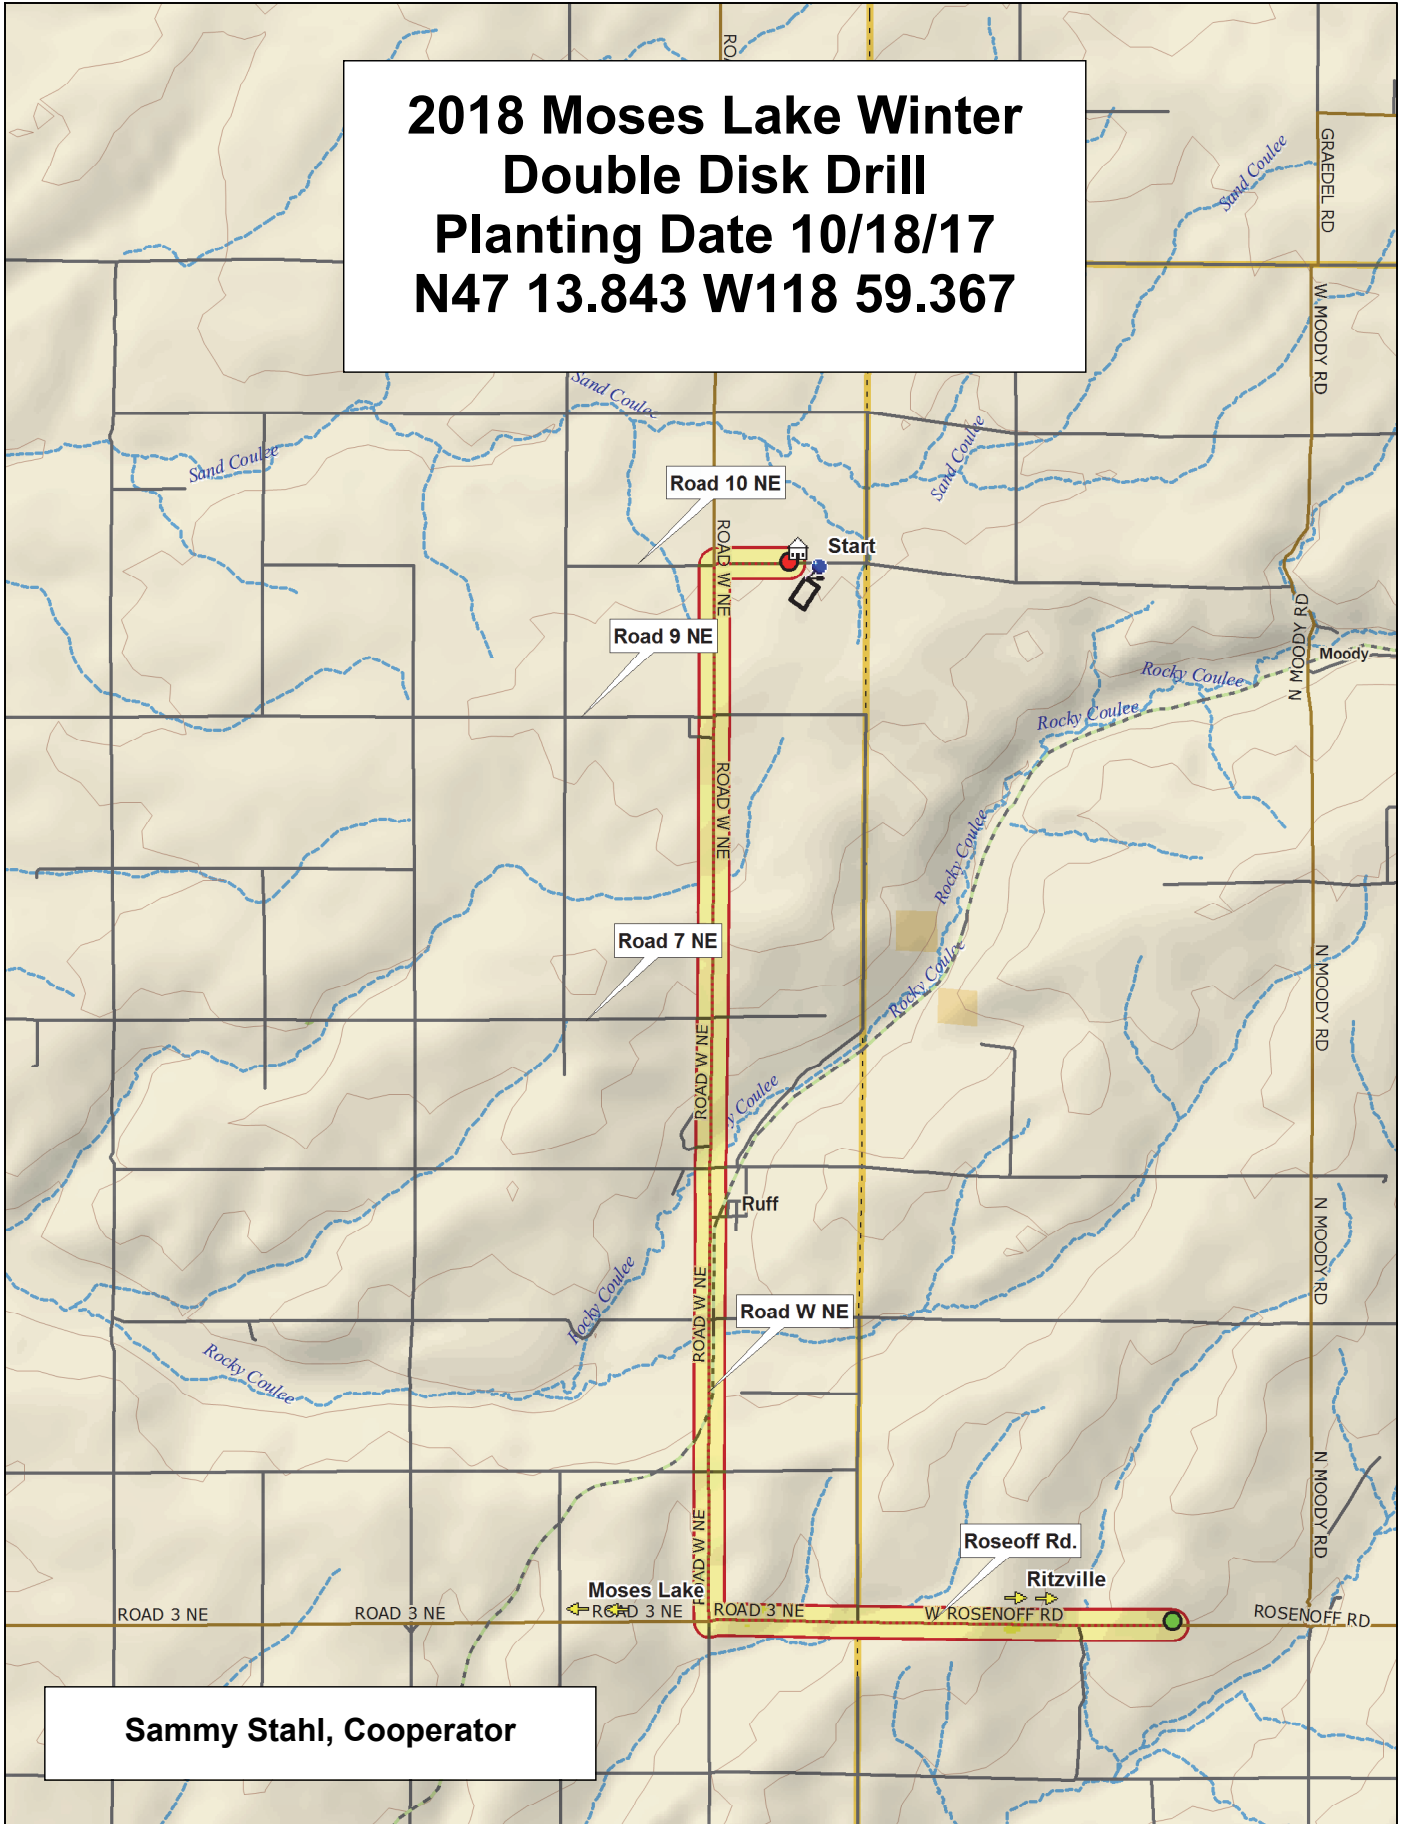 ROA
2018 Moses Lake Winter
Double Disk Drill
Planting Date 10/18/17
N47 13.843 W118 59.367
GRAEDEL RD
Sand Coulee
W MOODY RD
Sand Coulee
Sand Coulee
Sand Coulee
Road 10 NE
Start
ROAD W NE
Road 9 NE
N MOODY RD
Moody
Rocky Coulee
Rocky Coulee
ROAD W NE
Rocky Coulee
Road 7 NE
Rocky Coulee
N MOODY RD
ROAD W NE
y Coulee
Ruff
N MOODY RD
Rocky Coulee
ROAD W NE
Road W NE
Rocky Coulee
N MOODY RD
ROAD W NE
Roseoff Rd.
Moses Lake
Ritzville
ROAD 3 NE
ROAD 3 NE
ROAD 3 NE
ROAD 3 NE
W ROSENOFF RD
ROSENOFF RD
Sammy Stahl, Cooperator